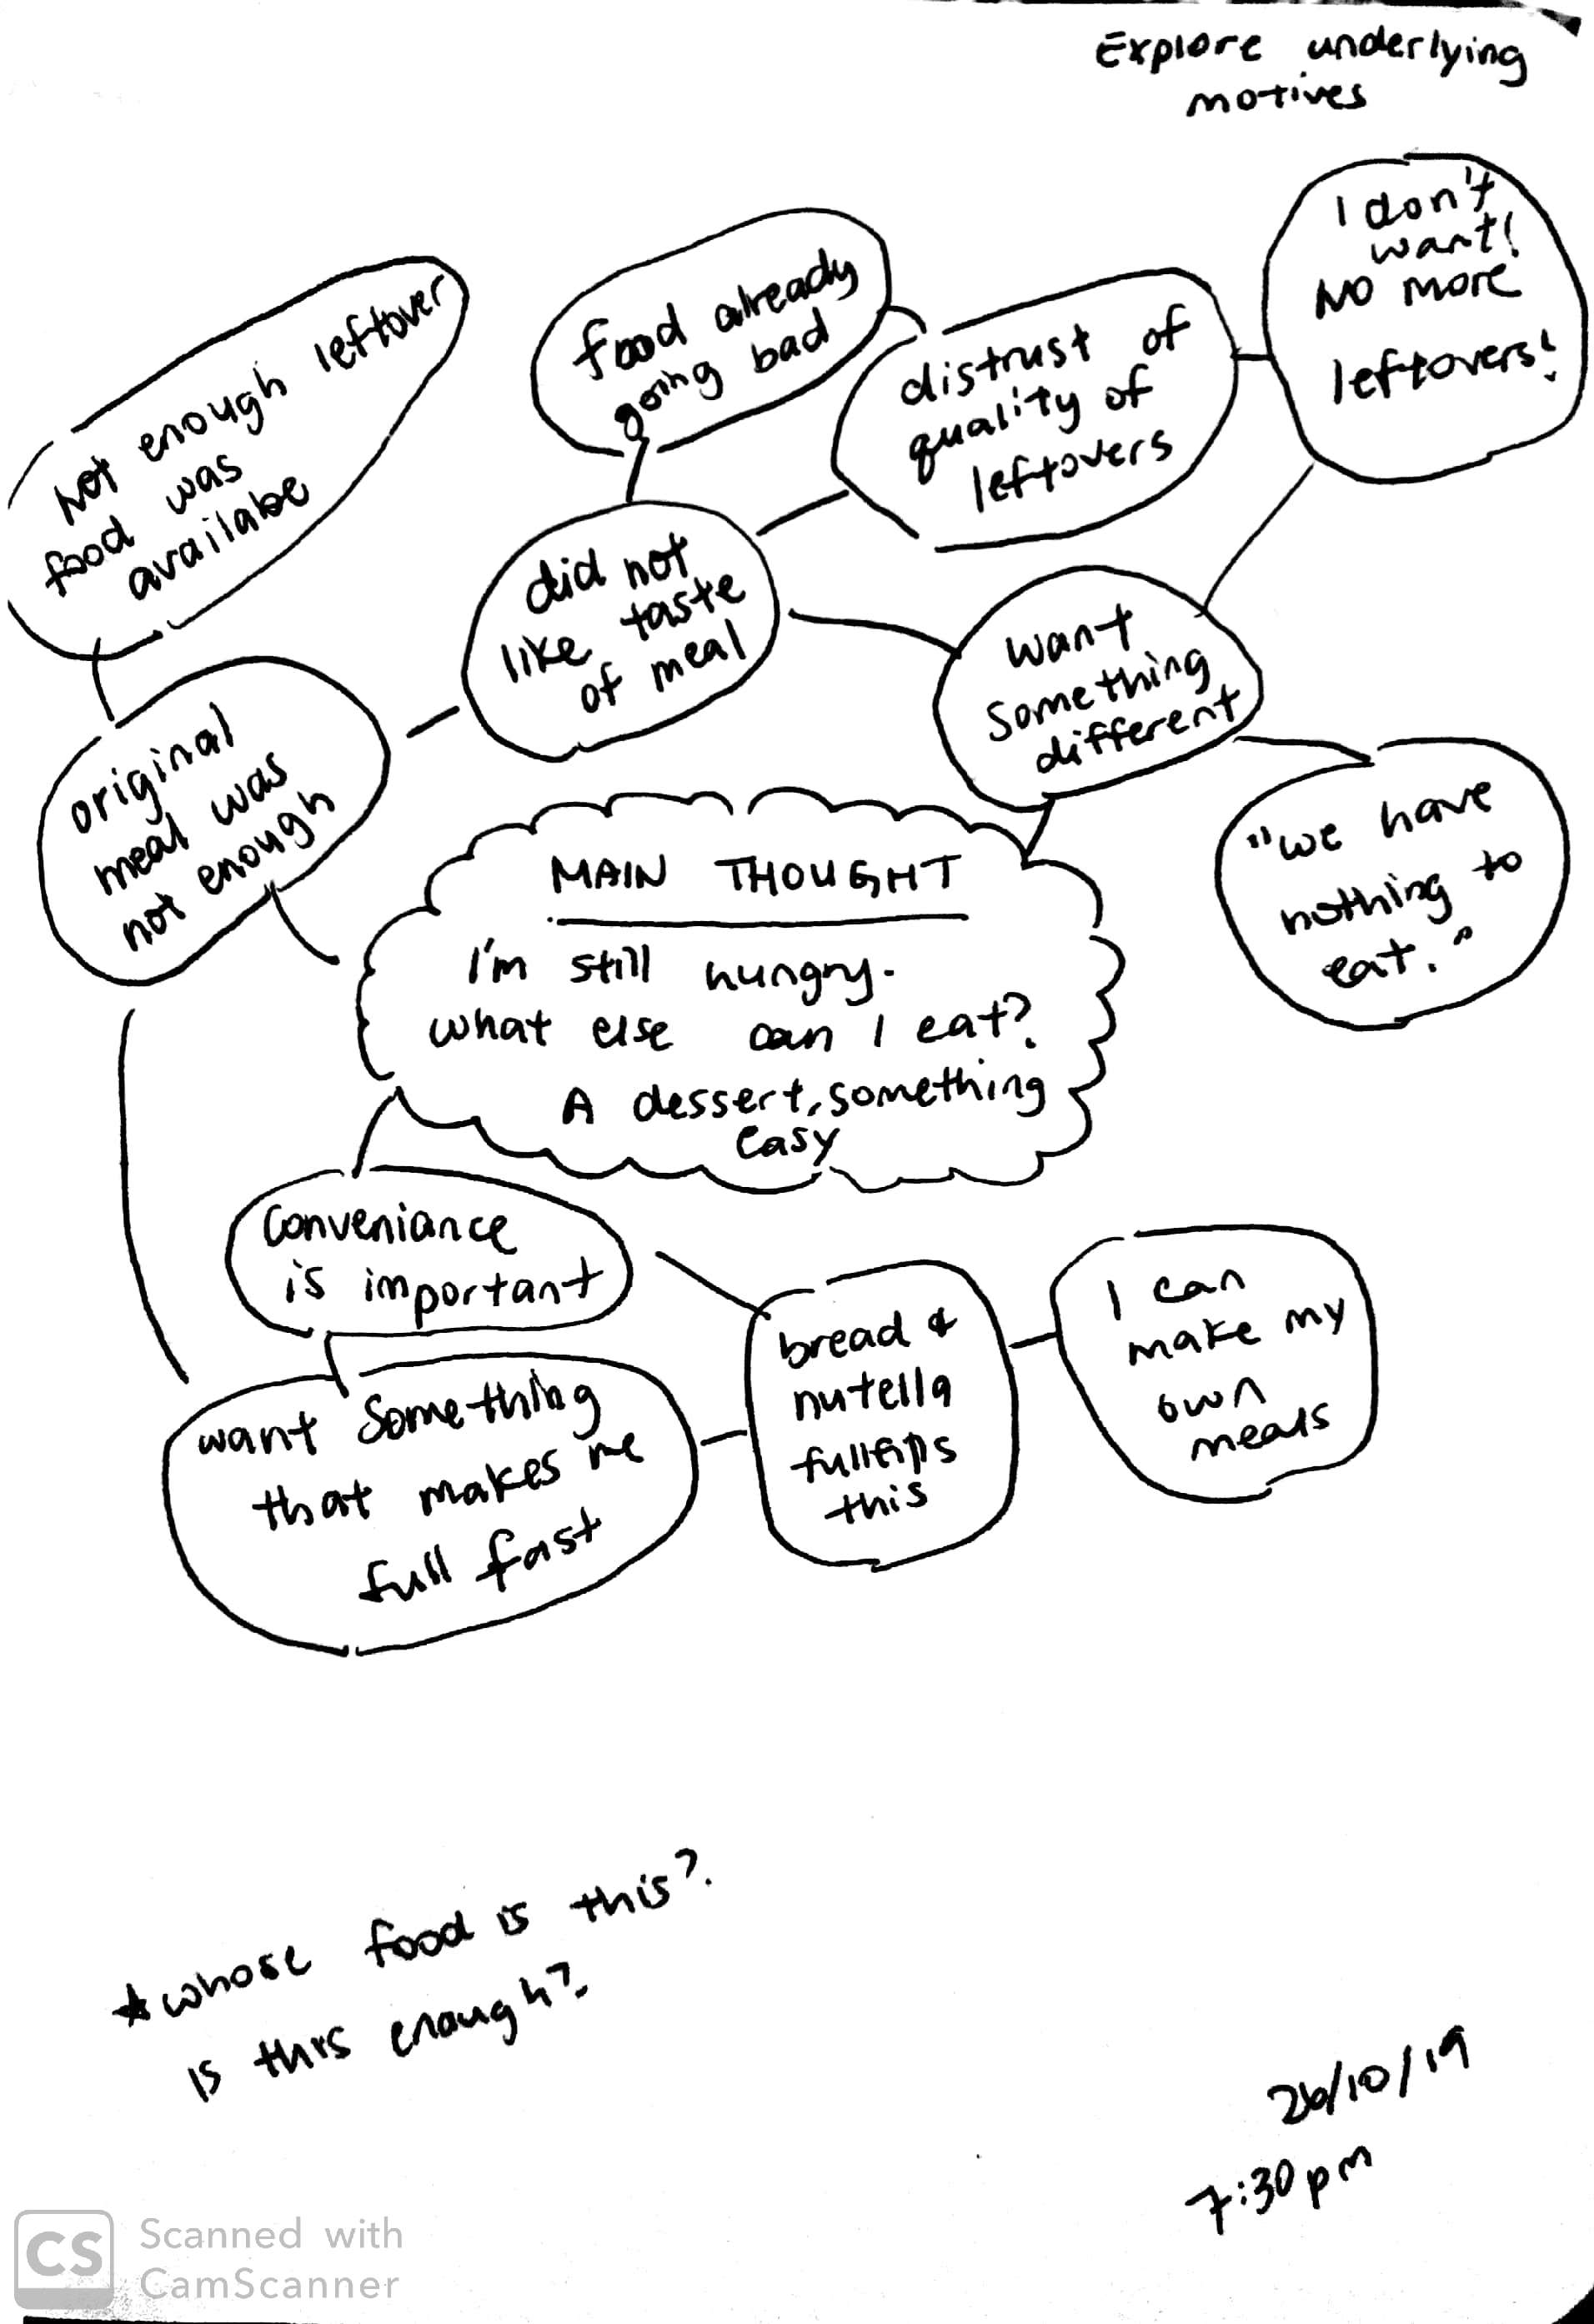 Explore underlying
motives
I don't
want!
NO more
leftovers!
food already
going bad
distrust of
quality of
leftovers
Not enough leftover
food was
availabe
did not
like taste
of meal
want
something
different
original
meal was
not enough
"we have
nothing to
eat."
MAIN THOUGHT
I'm still hungry.
what else can I eat?
A dessert, something
easy
Conveniance
is important
want something
that makes me
full fast
bread &
nutella
fullfills
this
I can
make my
own
meals
*whose food is this?
Is this enough?
26/10/19
7:30 pm
CS
Scanned with
CamScanner